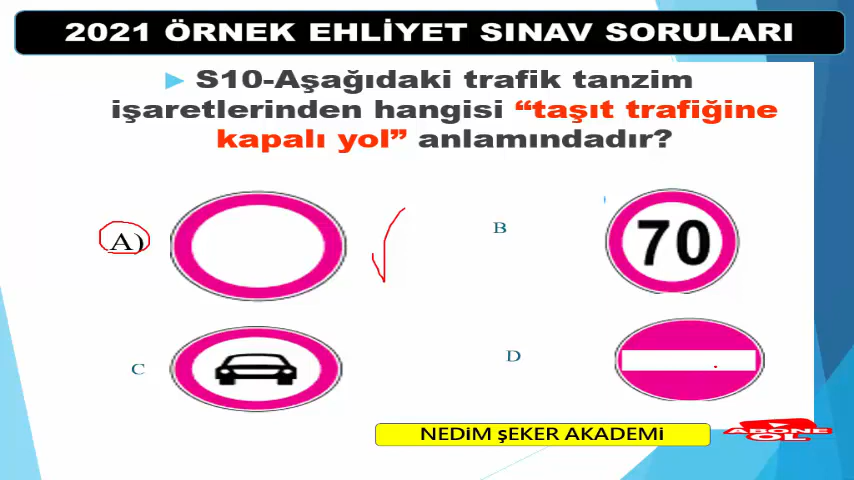 2021 ÖRNEK EHLİYET SINAV SORULARI
S10-Aşağıdaki trafik tanzim
işaretlerinden hangisi “taşıt trafiğine
kapalı yol” anlamındadır?
A)
B
70
C
D
NEDİM ŞEKER AKADEMİ
ABONE
OL